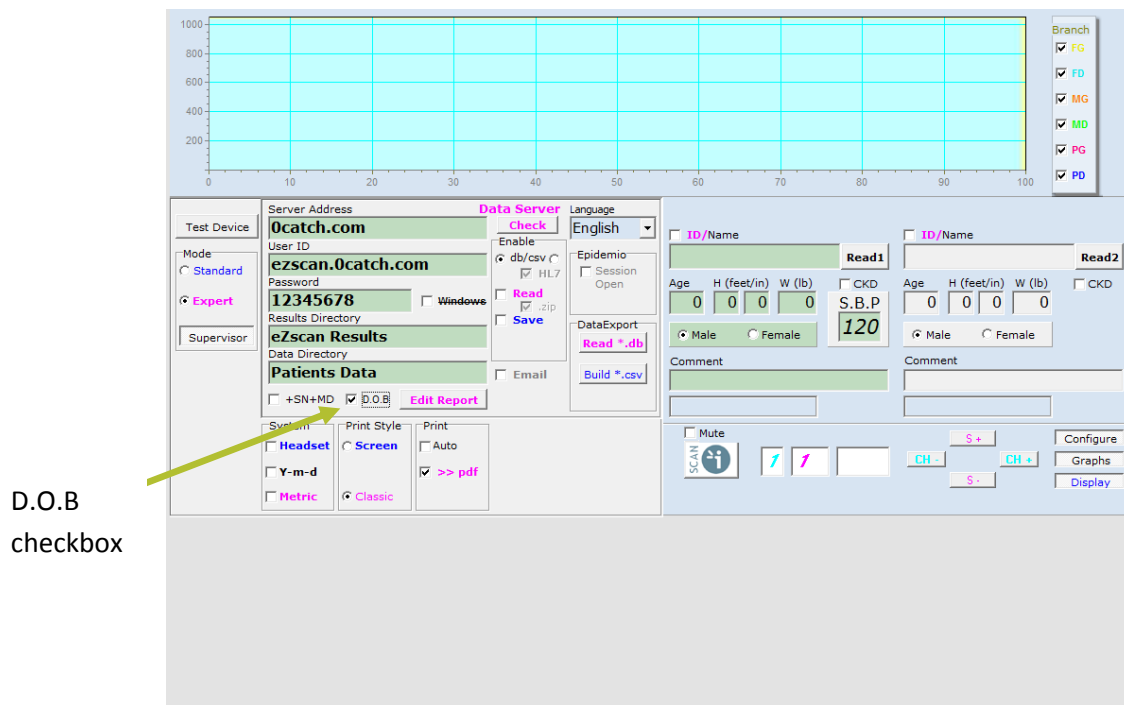 1000
800
600
400
200
0 10 20 30 40 50 60 70 80 90 100
Branch
FG
FD
MG
MD
PG
PD
Test Device
Mode
Standard
Expert
Supervisor
Server Address
Data Server
0catch.com
Check
User ID
ezscan.0catch.com
Password
12345678
Windows
Results Directory
eZscan Results
Data Directory
Patients Data
+SN+MD
D.O.B
Edit Report
Enable
db/csv
HL7
Read
.zip
Save
Email
Language
English
Epidemio
Session
Open
DataExport
Read *.db
Build *.csv
System
Headset
Y-m-d
Metric
Print Style
Screen
Classic
Print
Auto
>> pdf
ID/Name
Read1
Age H (feet/in) W (lb) CKD
0 0 0 0
S.B.P
120
Male Female
Comment
ID/Name
Read2
Age H (feet/in) W (lb) CKD
0 0 0 0
Male Female
Comment
Mute
SCAN
1 1
S +
CH - CH +
S -
Configure
Graphs
Display
D.O.B
checkbox